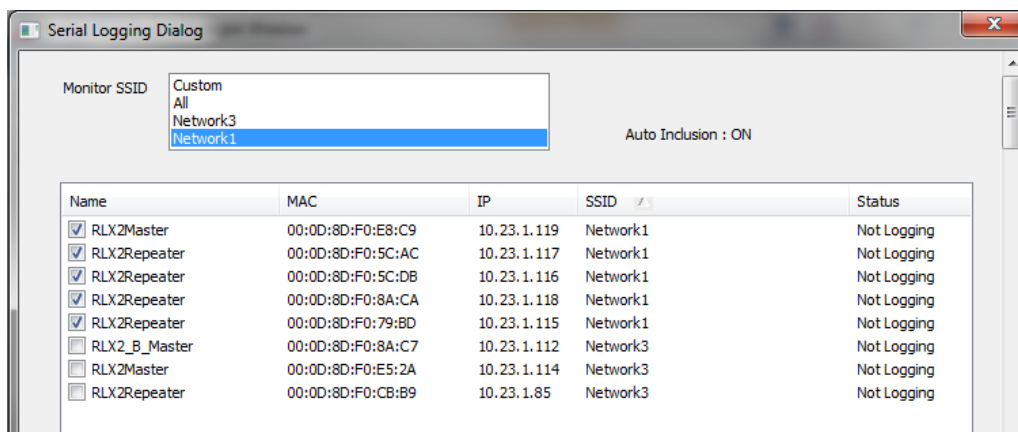 Serial Logging Dialog
Monitor SSID
Custom
All
Network3
Network1
Auto Inclusion : ON
Name MAC IP SSID Status
RLX2Master 00:0D:8D:F0:E8:C9 10.23.1.119 Network1 Not Logging
RLX2Repeater 00:0D:8D:F0:5C:AC 10.23.1.117 Network1 Not Logging
RLX2Repeater 00:0D:8D:F0:5C:DB 10.23.1.116 Network1 Not Logging
RLX2Repeater 00:0D:8D:F0:8A:CA 10.23.1.118 Network1 Not Logging
RLX2Repeater 00:0D:8D:F0:79:BD 10.23.1.115 Network1 Not Logging
RLX2_B_Master 00:0D:8D:F0:8A:C7 10.23.1.112 Network3 Not Logging
RLX2Master 00:0D:8D:F0:E5:2A 10.23.1.114 Network3 Not Logging
RLX2Repeater 00:0D:8D:F0:CB:B9 10.23.1.85 Network3 Not Logging